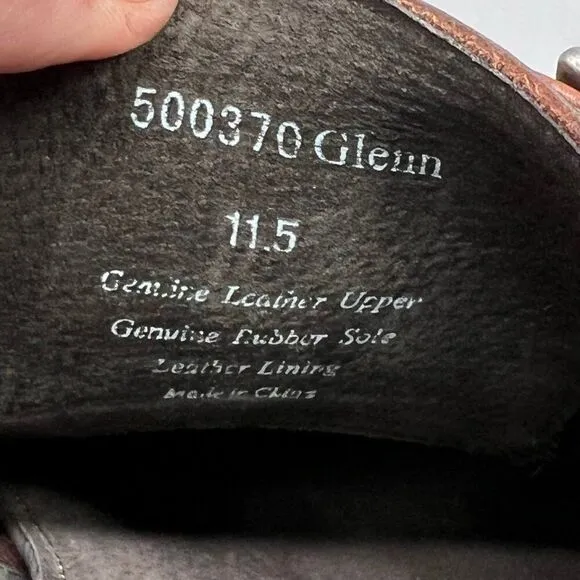 500370 Glenn
11.5
Genuine Leather Upper
Genuine Rubber Sole
Leather Lining
Made in China